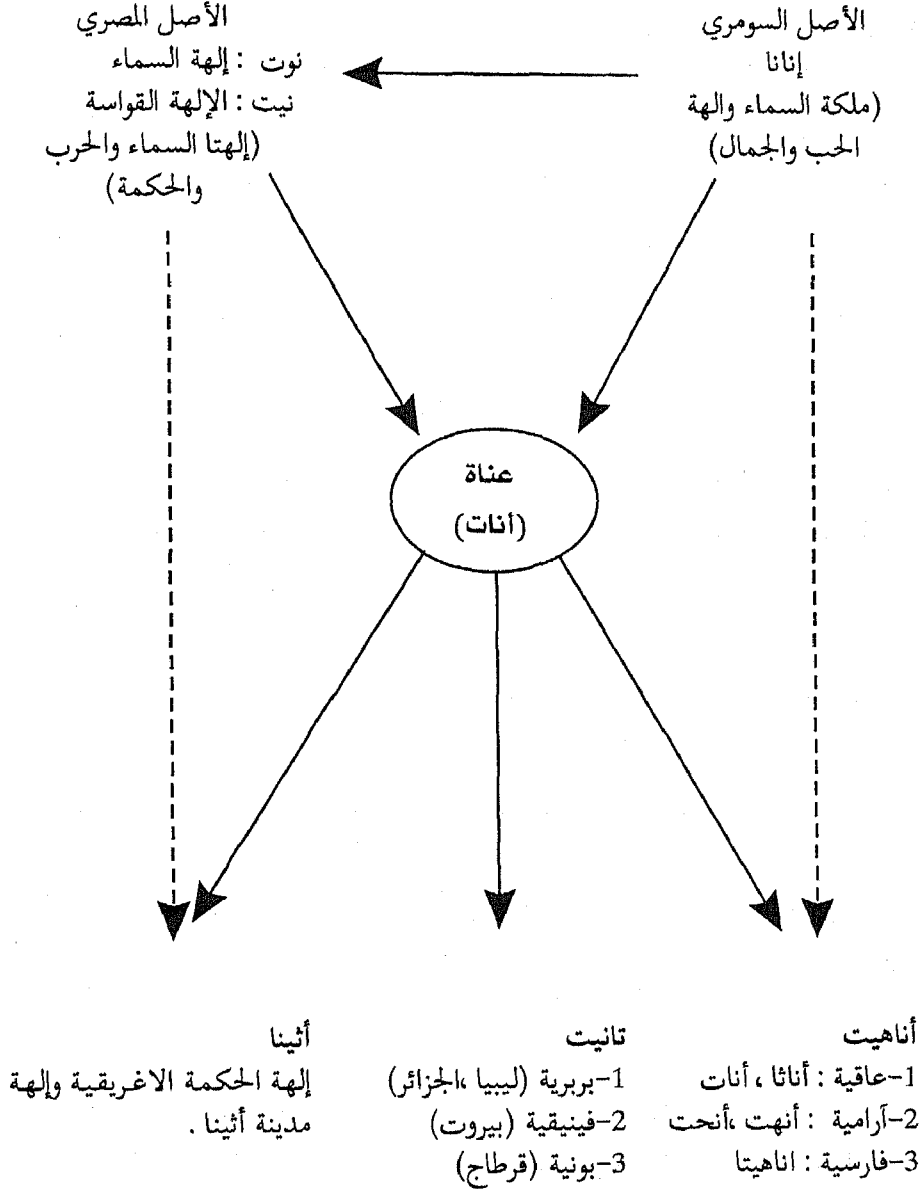 الأصل السومري
إنانا
(ملكة السماء والهة
الحب والجمال)
الأصل المصري
نوت : إلهة السماء
نيت : الإلهة القواسة
(إلهتا السماء والحرب
والحكمة)
عناة
(أنات)
أناهيت
1-عاقية : أناثا ، أنات
2-آرامية : أنهت ،أنحت
3-فارسية : اناهيتا
تانيت
1-بربرية (ليبيا ،الجزائر)
2-فينيقية (بيروت)
3-بونية (قرطاج)
أثينا
إلهة الحكمة الاغريقية وإلهة
مدينة أثينا .